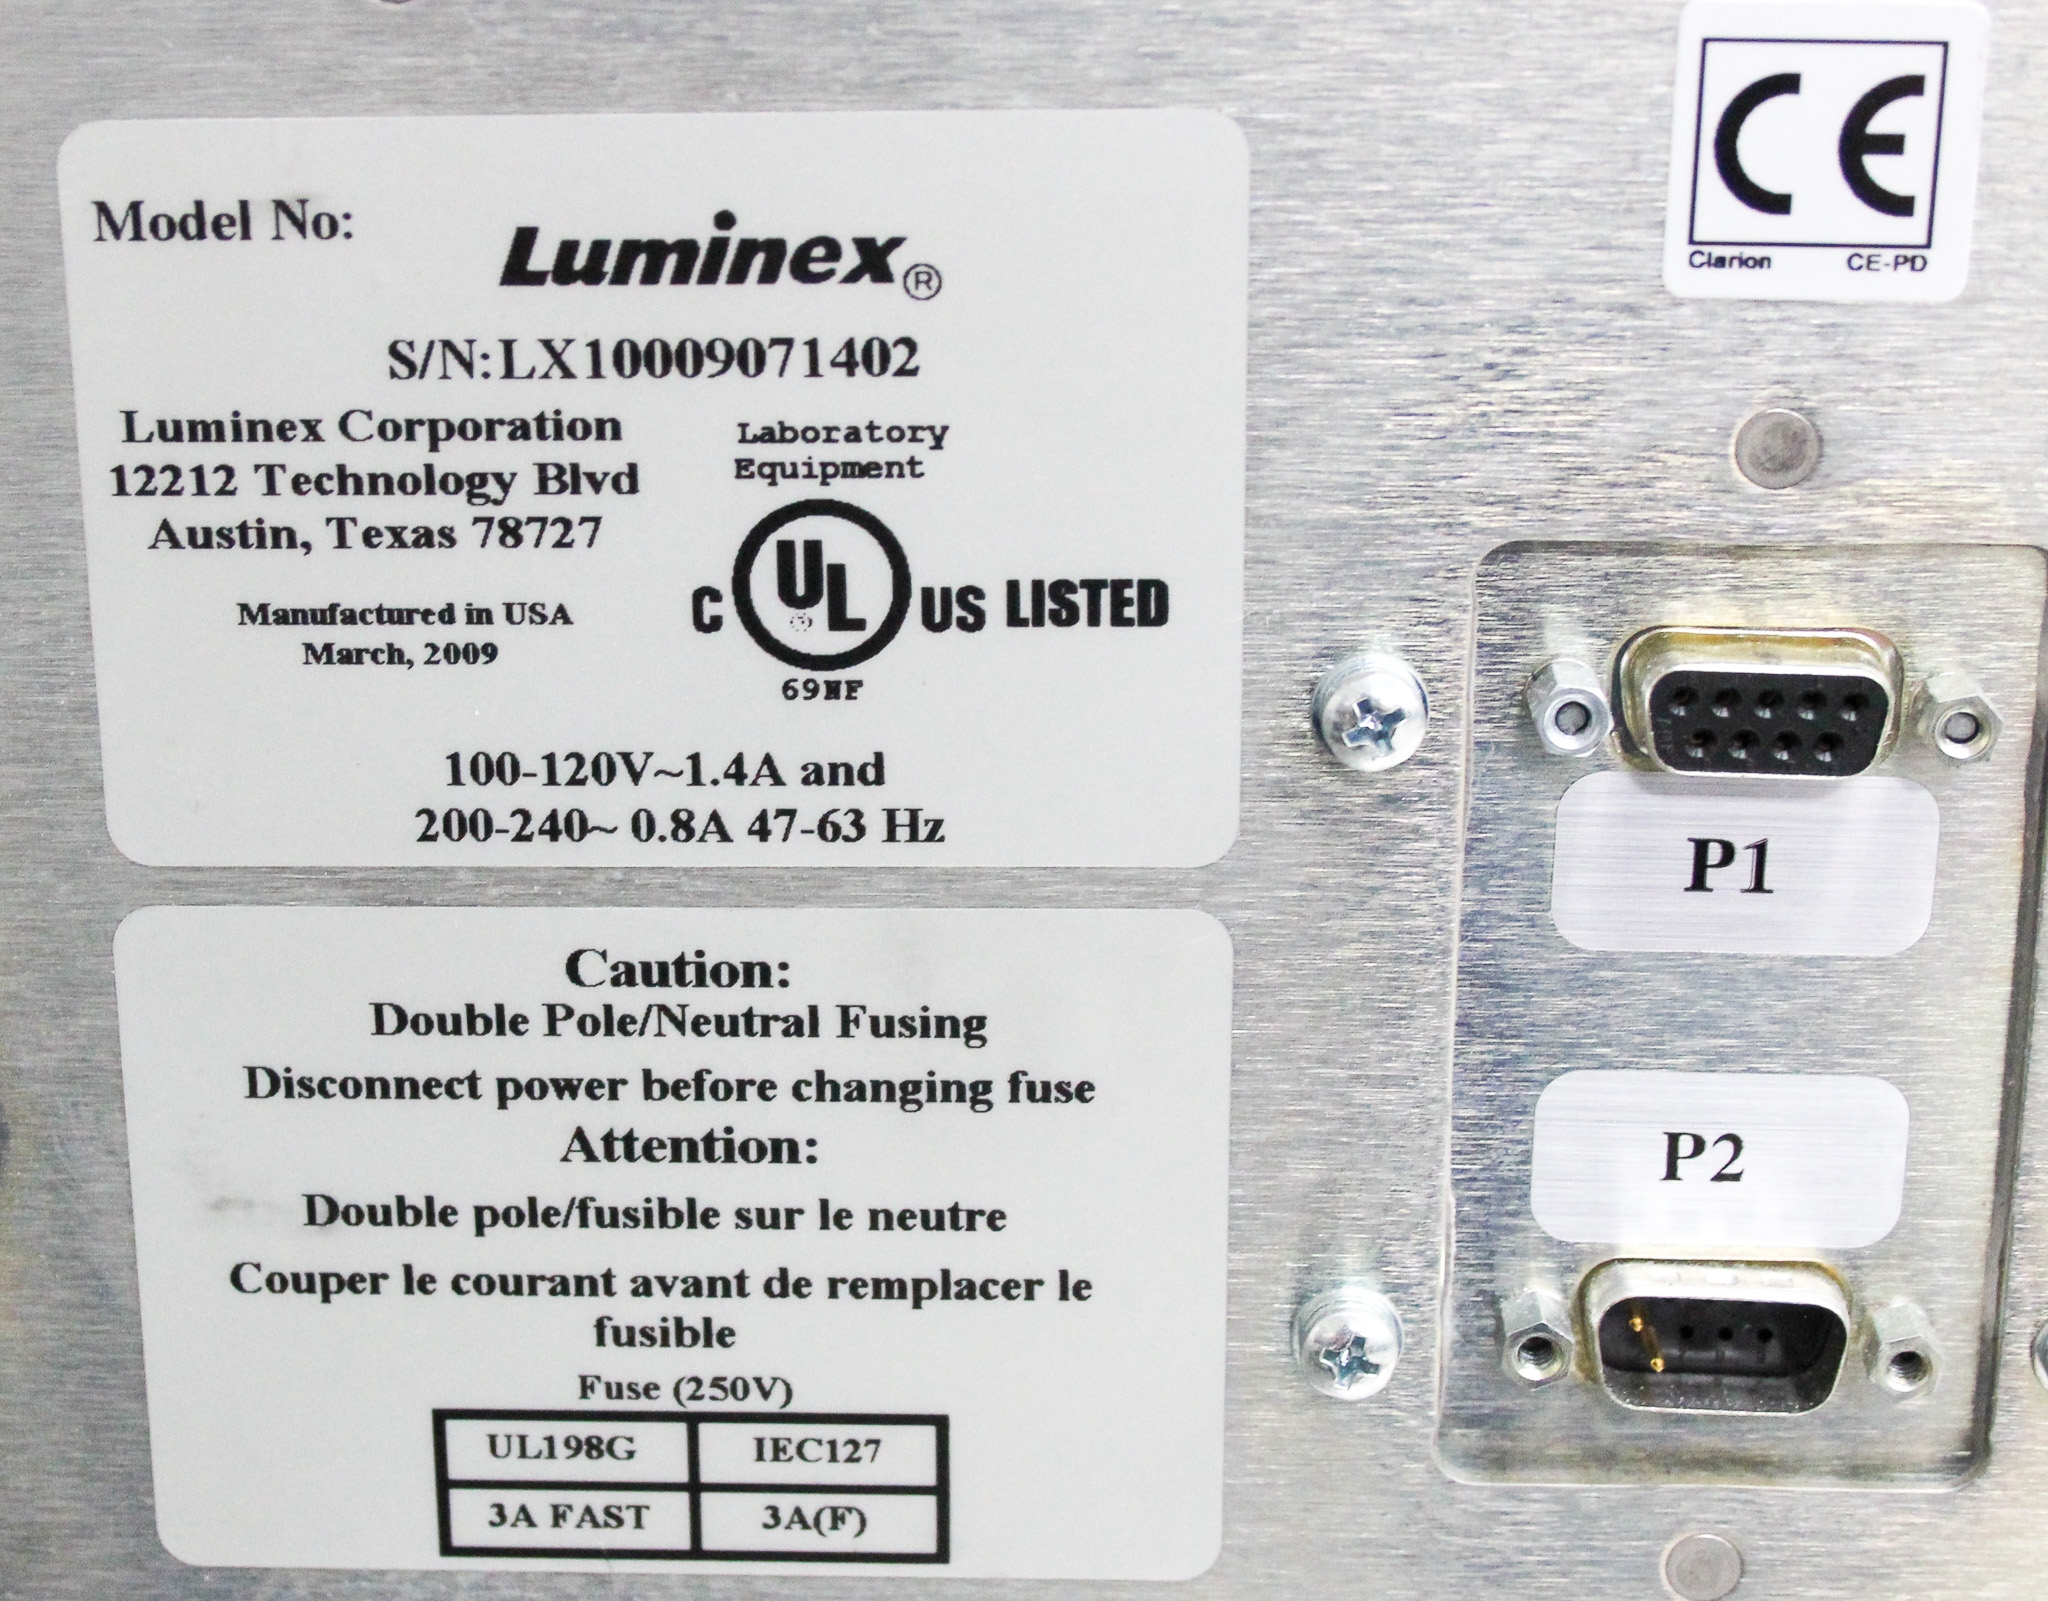 Model No:
Luminex®
S/N:LX10009071402
Luminex Corporation
12212 Technology Blvd
Austin, Texas 78727
Manufactured in USA
March, 2009
Laboratory
Equipment
C UL US LISTED
69NF
100-120V~1.4A and
200-240~ 0.8A 47-63 Hz
Caution:
Double Pole/Neutral Fusing
Disconnect power before changing fuse
Attention:
Double pole/fusible sur le neutre
Couper le courant avant de remplacer le
fusible
Fuse (250V)
UL198G IEC127
3A FAST 3A(F)
CE
Clarion CE-PD
P1
P2